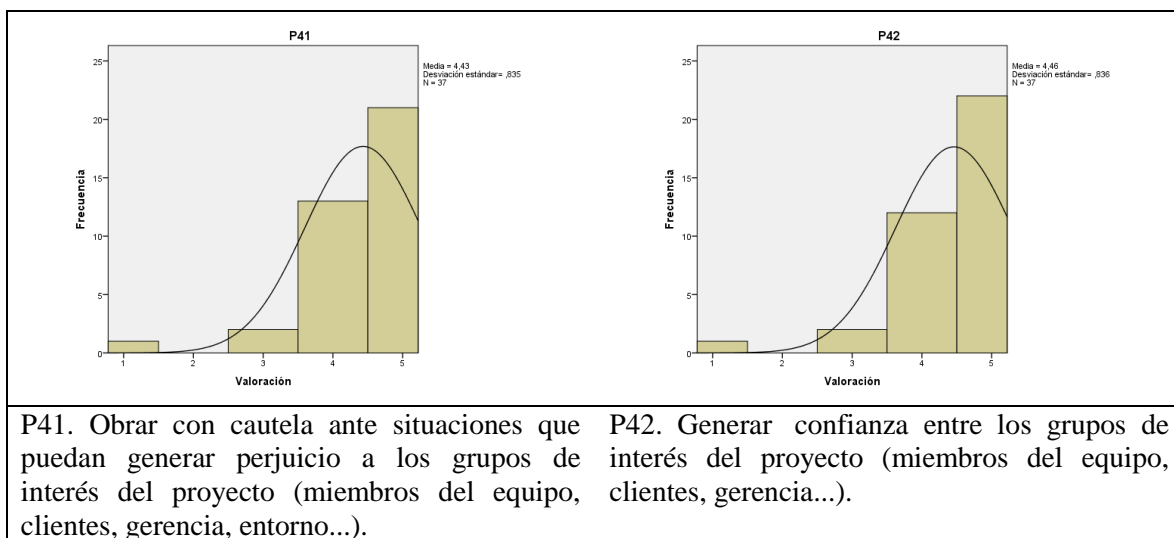 P41
25
20
15
10
5
0
Frecuencia
1 2 3 4 5
Valoración
Media = 4,43
Desviación estándar= ,835
N = 37
P42
25
20
15
10
5
0
Frecuencia
1 2 3 4 5
Valoración
Media = 4,46
Desviación estándar= ,836
N = 37
P41. Obrar con cautela ante situaciones que
puedan generar perjuicio a los grupos de
interés del proyecto (miembros del equipo,
clientes, gerencia, entorno...).
P42. Generar confianza entre los grupos de
interés del proyecto (miembros del equipo,
clientes, gerencia...).